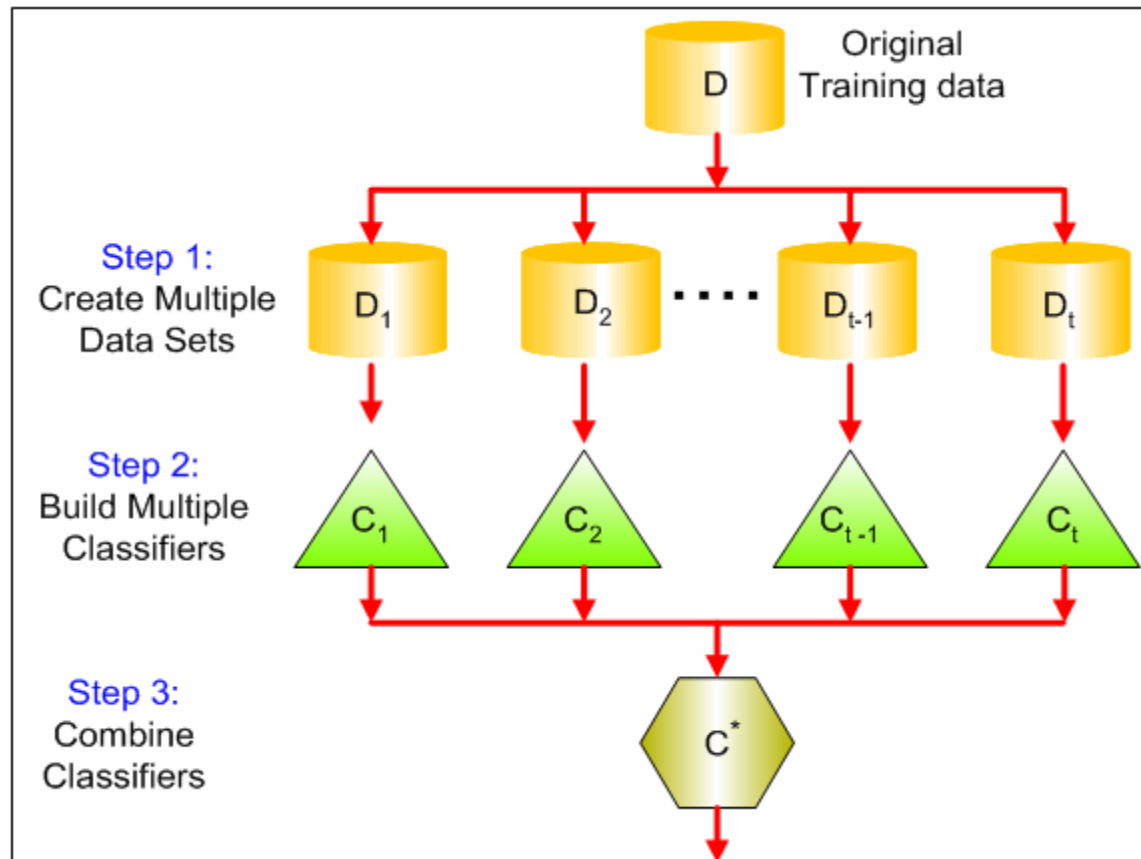 Original
Training data
D
Step 1:
Create Multiple
Data Sets
D₁
D₂
....
Dₜ₋₁
Dₜ
Step 2:
Build Multiple
Classifiers
C₁
C₂
Cₜ ₋₁
Cₜ
Step 3:
Combine
Classifiers
C*